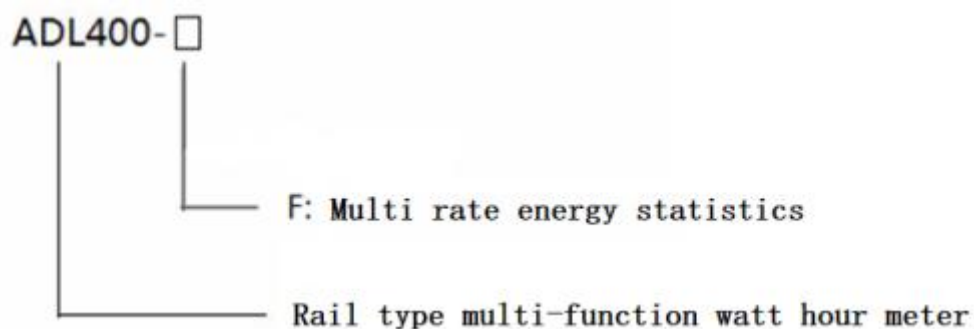 ADL400-□
F: Multi rate energy statistics
Rail type multi-function watt hour meter